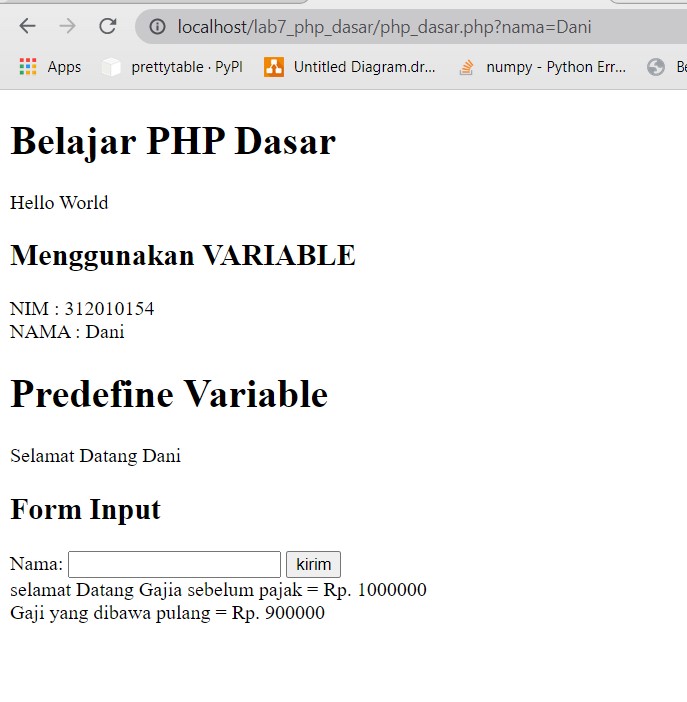 localhost/lab7_php_dasar/php_dasar.php?nama=Dani
Apps prettytable · PyPI Untitled Diagram.dr... numpy - Python Err... Be
Belajar PHP Dasar
Hello World
Menggunakan VARIABLE
NIM : 312010154
NAMA : Dani
Predefine Variable
Selamat Datang Dani
Form Input
Nama: kirim
selamat Datang Gajia sebelum pajak = Rp. 1000000
Gaji yang dibawa pulang = Rp. 900000